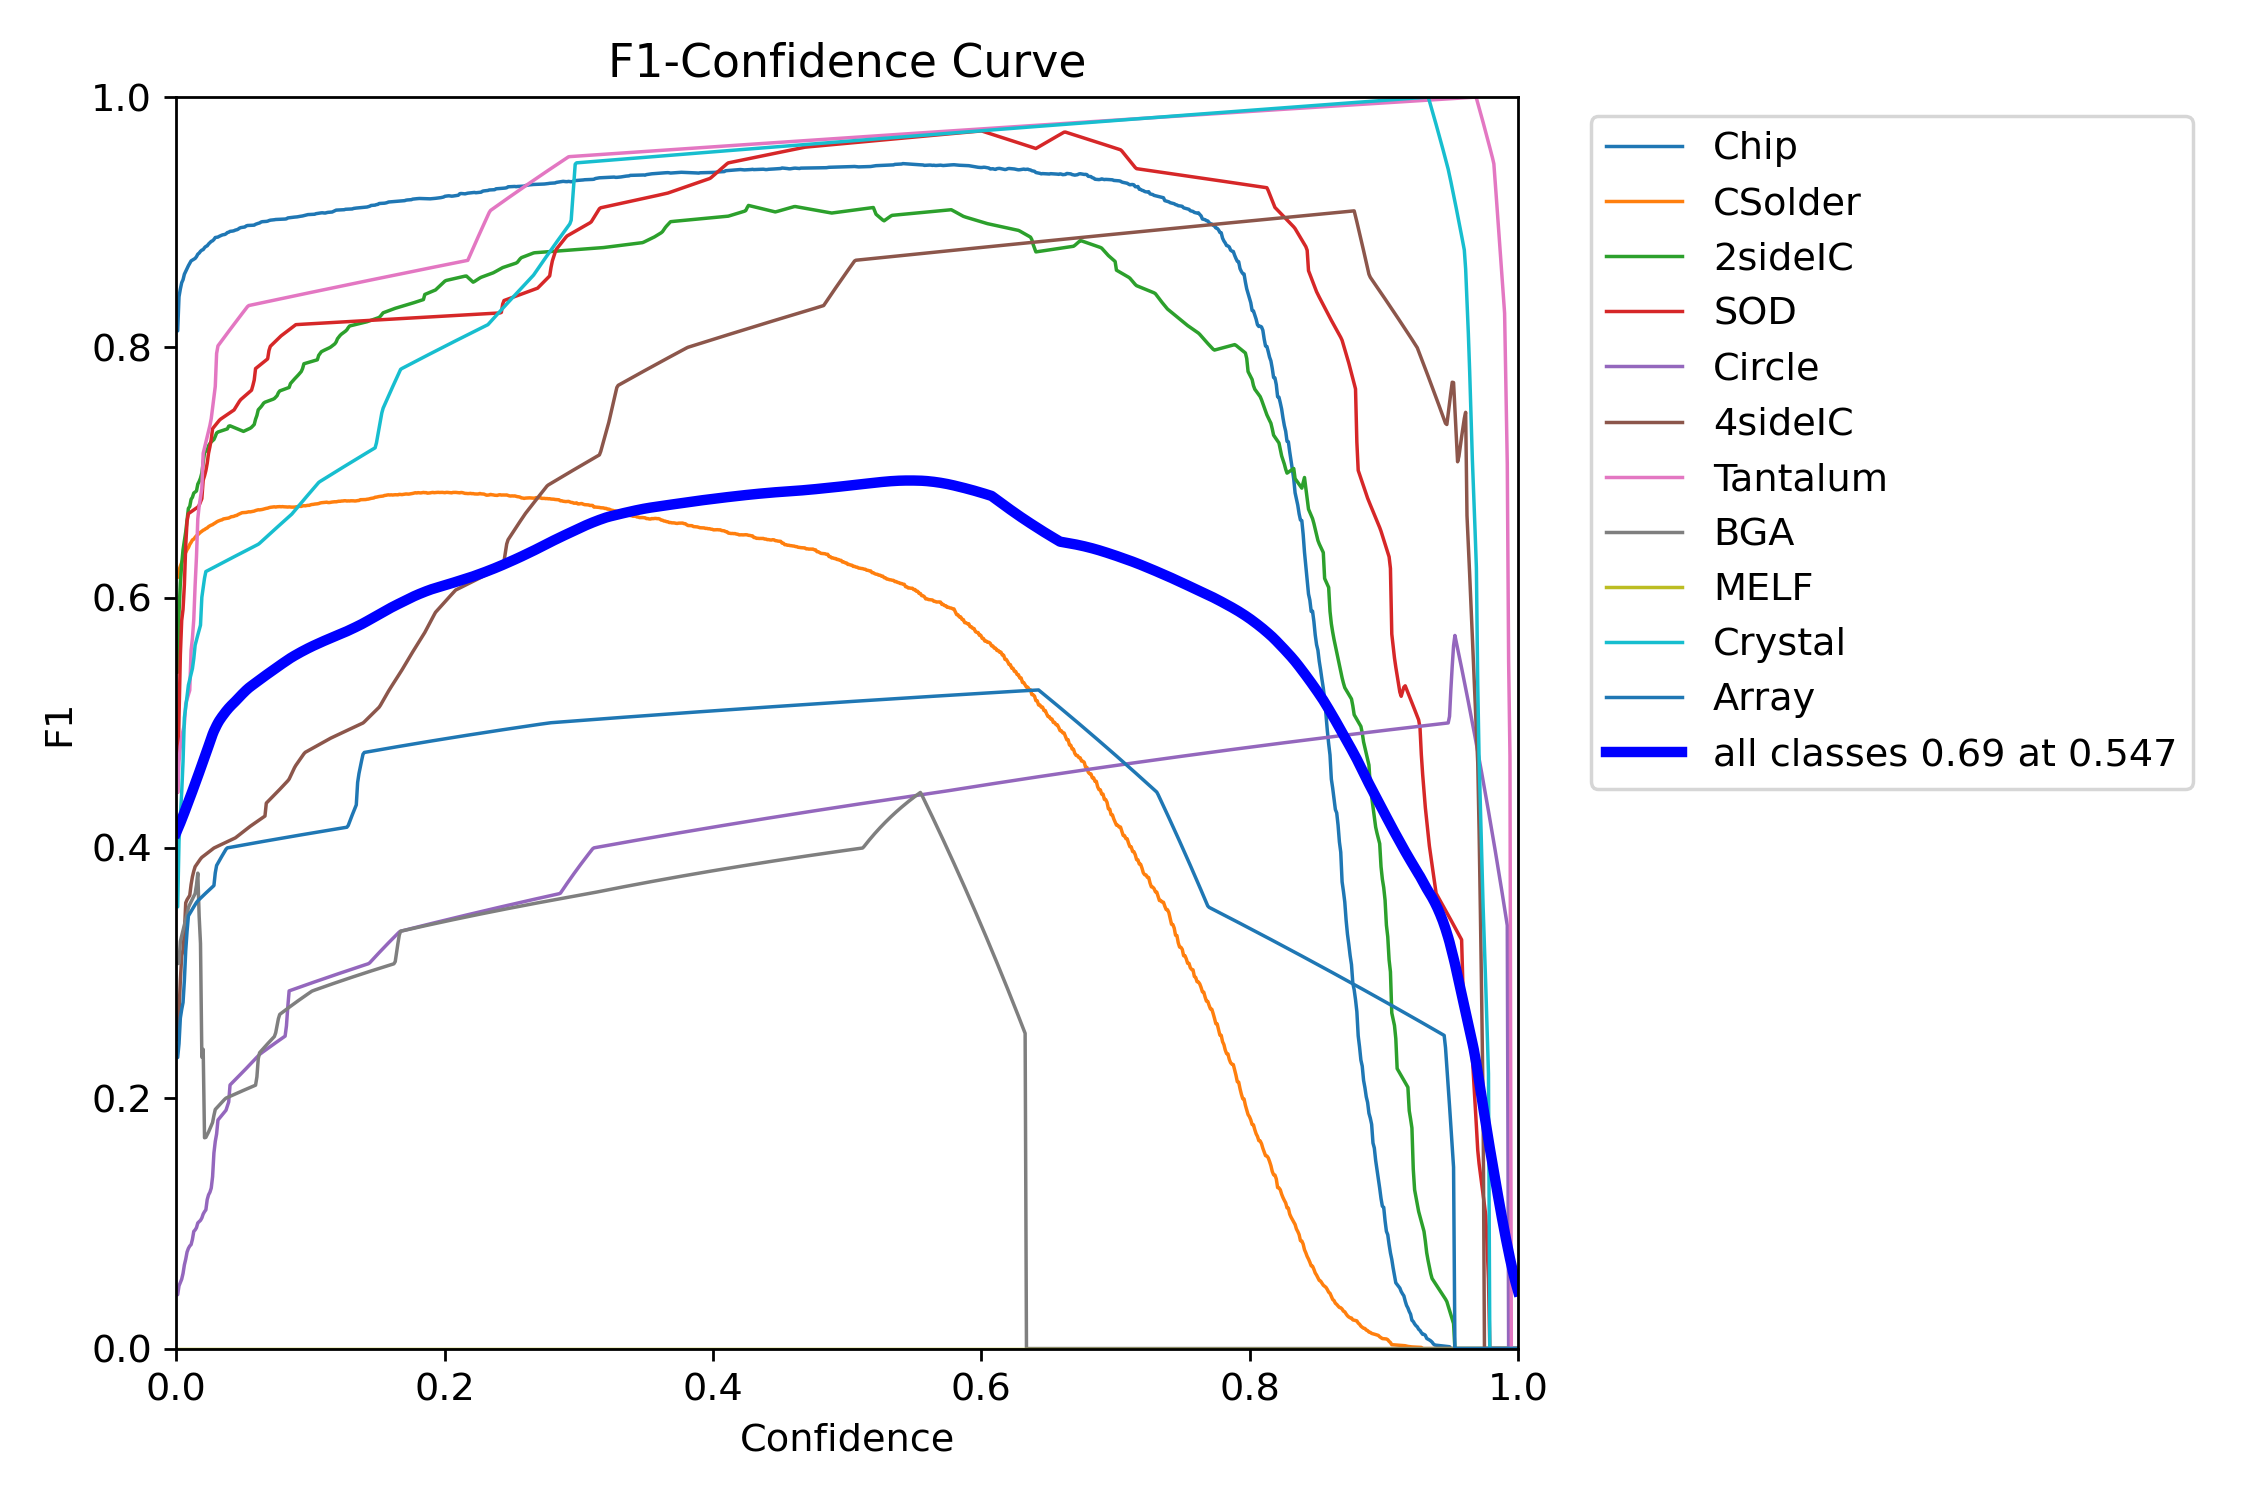 F1-Confidence Curve
1.0
0.8
0.6
0.4
0.2
0.0
F1
0.0 0.2 0.4 0.6 0.8 1.0
Confidence
Chip
CSolder
2sideIC
SOD
Circle
4sideIC
Tantalum
BGA
MELF
Crystal
Array
all classes 0.69 at 0.547